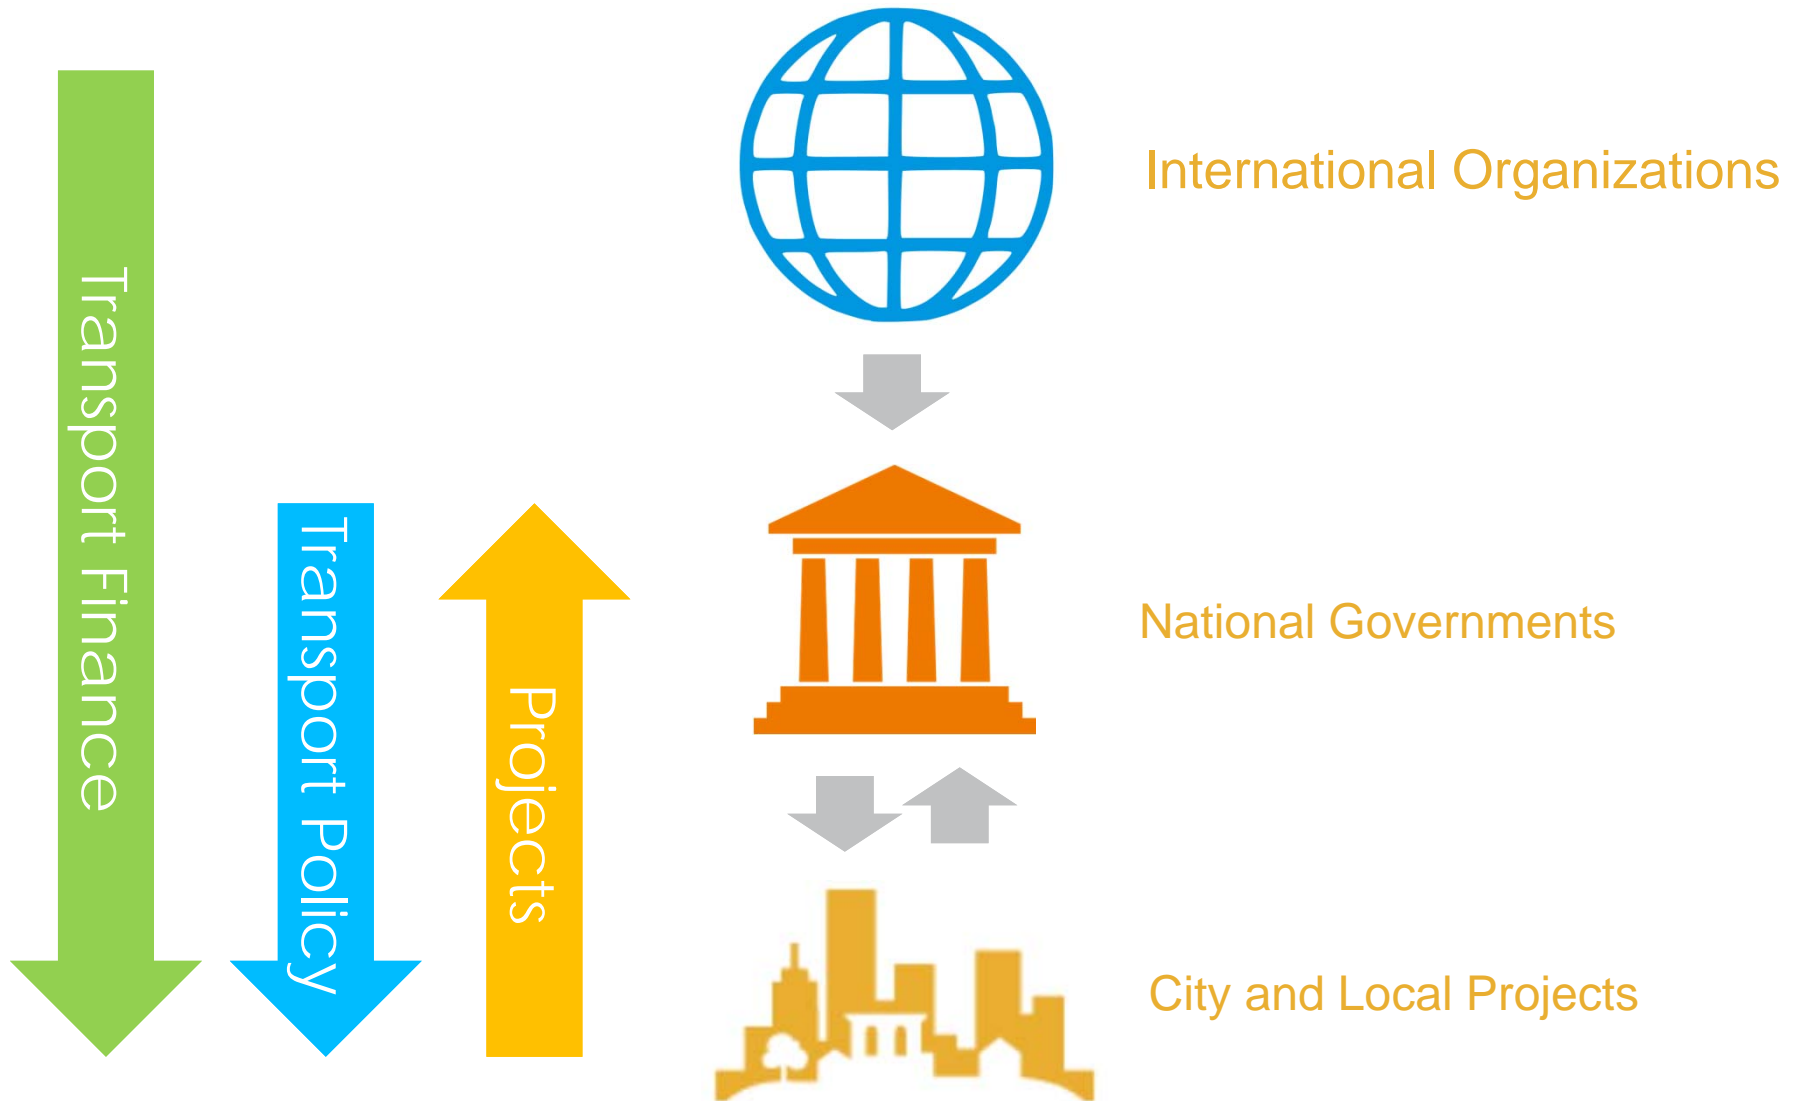 International Organizations
Transport Finance
Transport Policy
Projects
National Governments
City and Local Projects